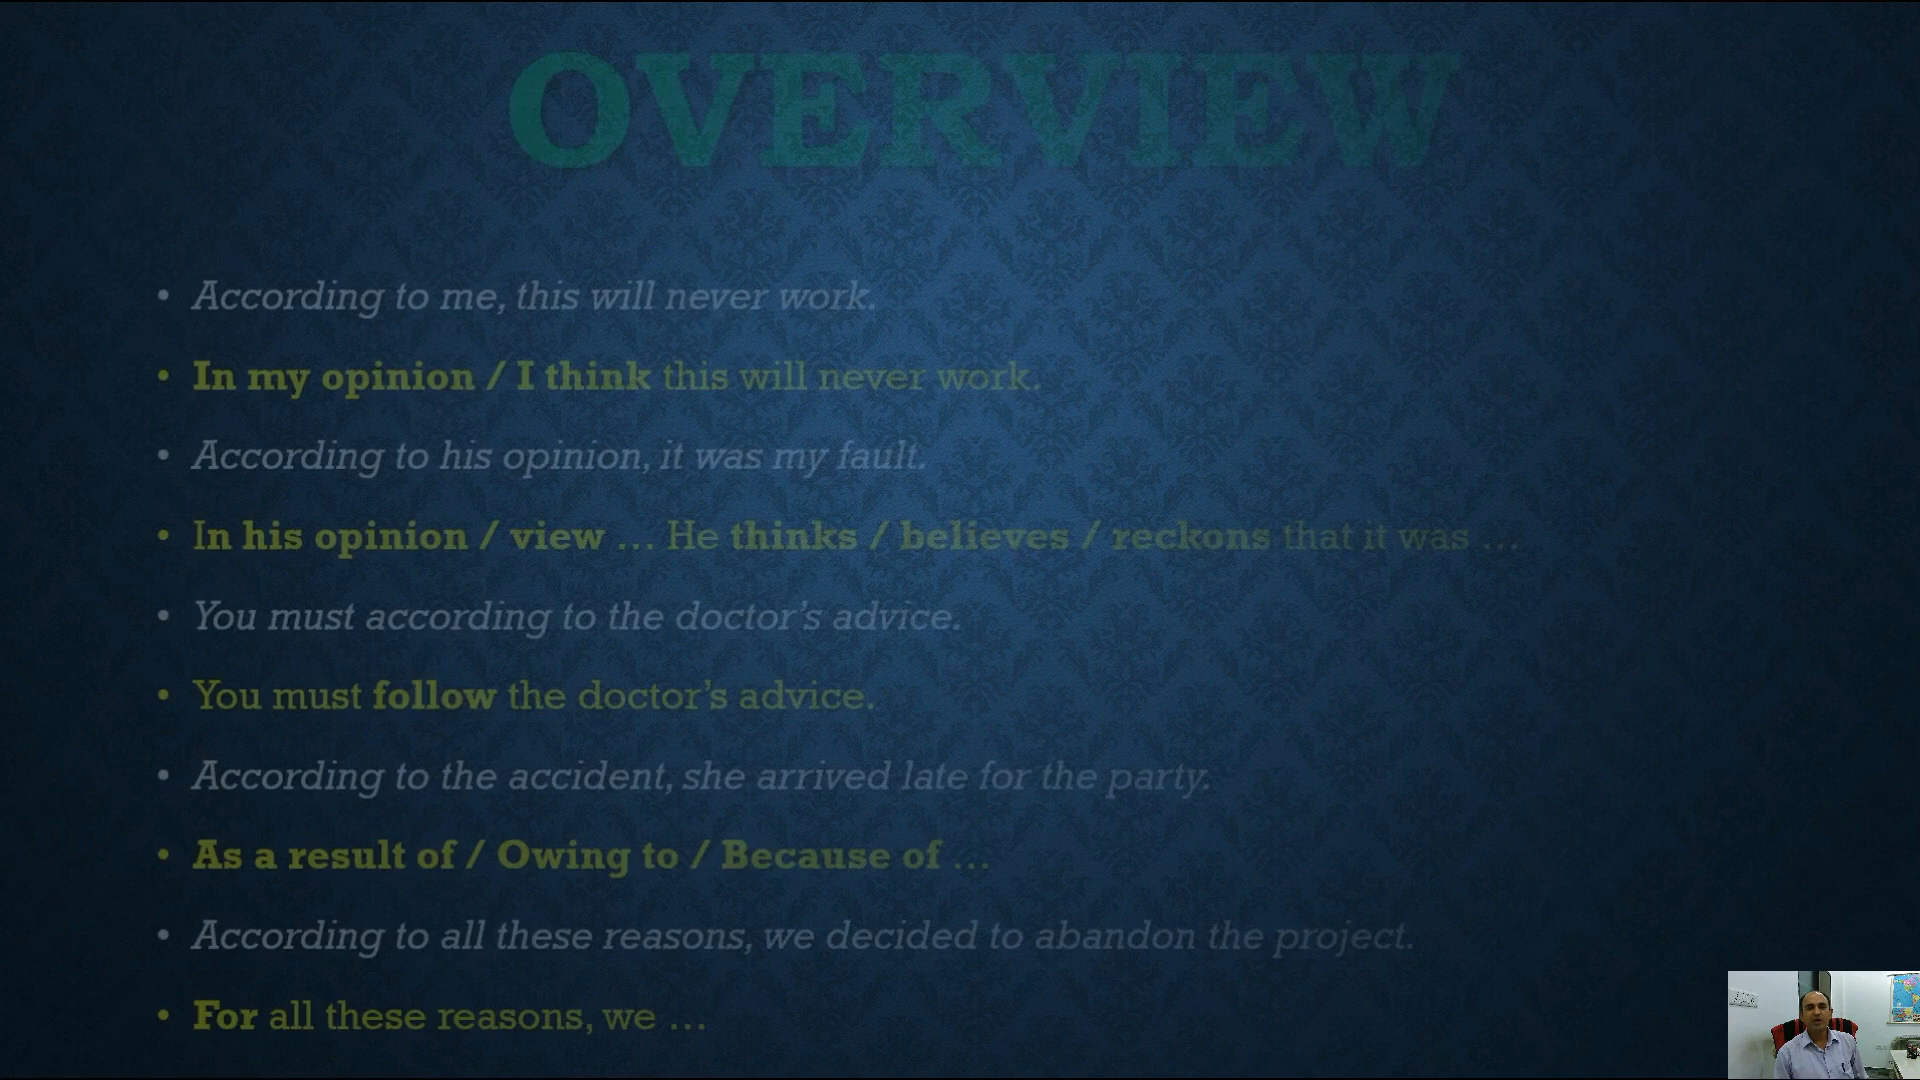 OVERVIEW
• According to me, this will never work.
• In my opinion / I think this will never work.
• According to his opinion, it was my fault.
• In his opinion / view … He thinks / believes / reckons that it was …
• You must according to the doctor’s advice.
• You must follow the doctor’s advice.
• According to the accident, she arrived late for the party.
• As a result of / Owing to / Because of …
• According to all these reasons, we decided to abandon the project.
• For all these reasons, we …